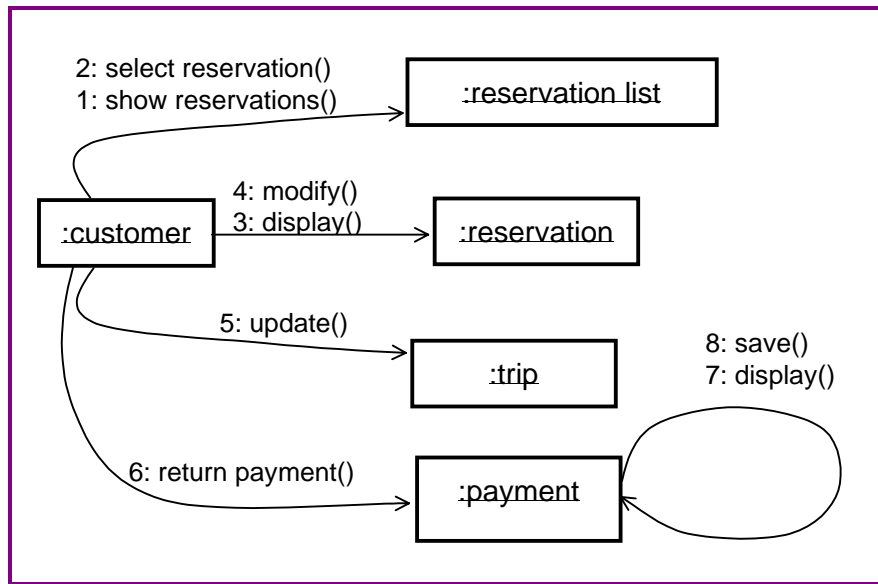 2: select reservation()
1: show reservations()
:reservation list
4: modify()
3: display()
:customer
:reservation
5: update()
8: save()
7: display()
:trip
6: return payment()
:payment